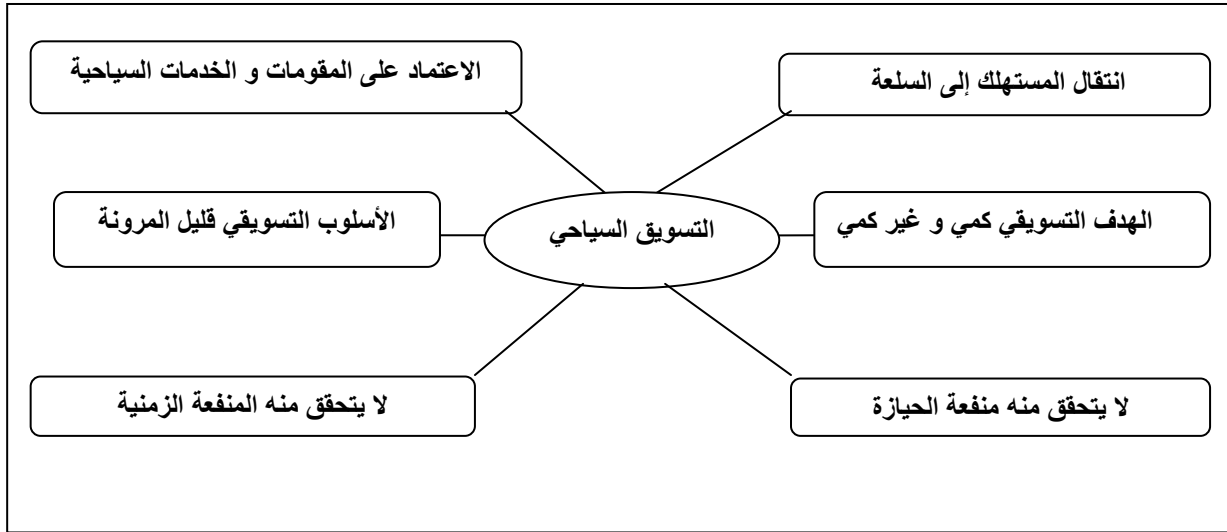 انتقال المستهلك إلى السلعة
الاعتماد على المقومات و الخدمات السياحية
الهدف التسويقي كمي و غير كمي
التسويق السياحي
الأسلوب التسويقي قليل المرونة
لا يتحقق منه منفعة الحيازة
لا يتحقق منه المنفعة الزمنية